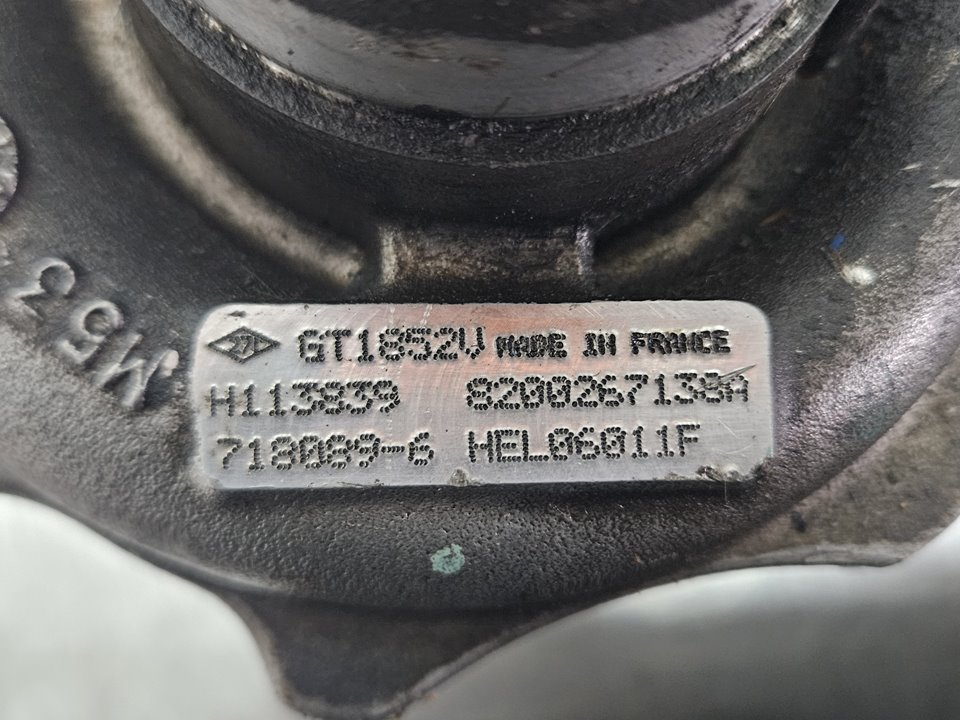 GT1852V MADE IN FRANCE
H113839 8200267138A
718089-6 HEL06011F
M53